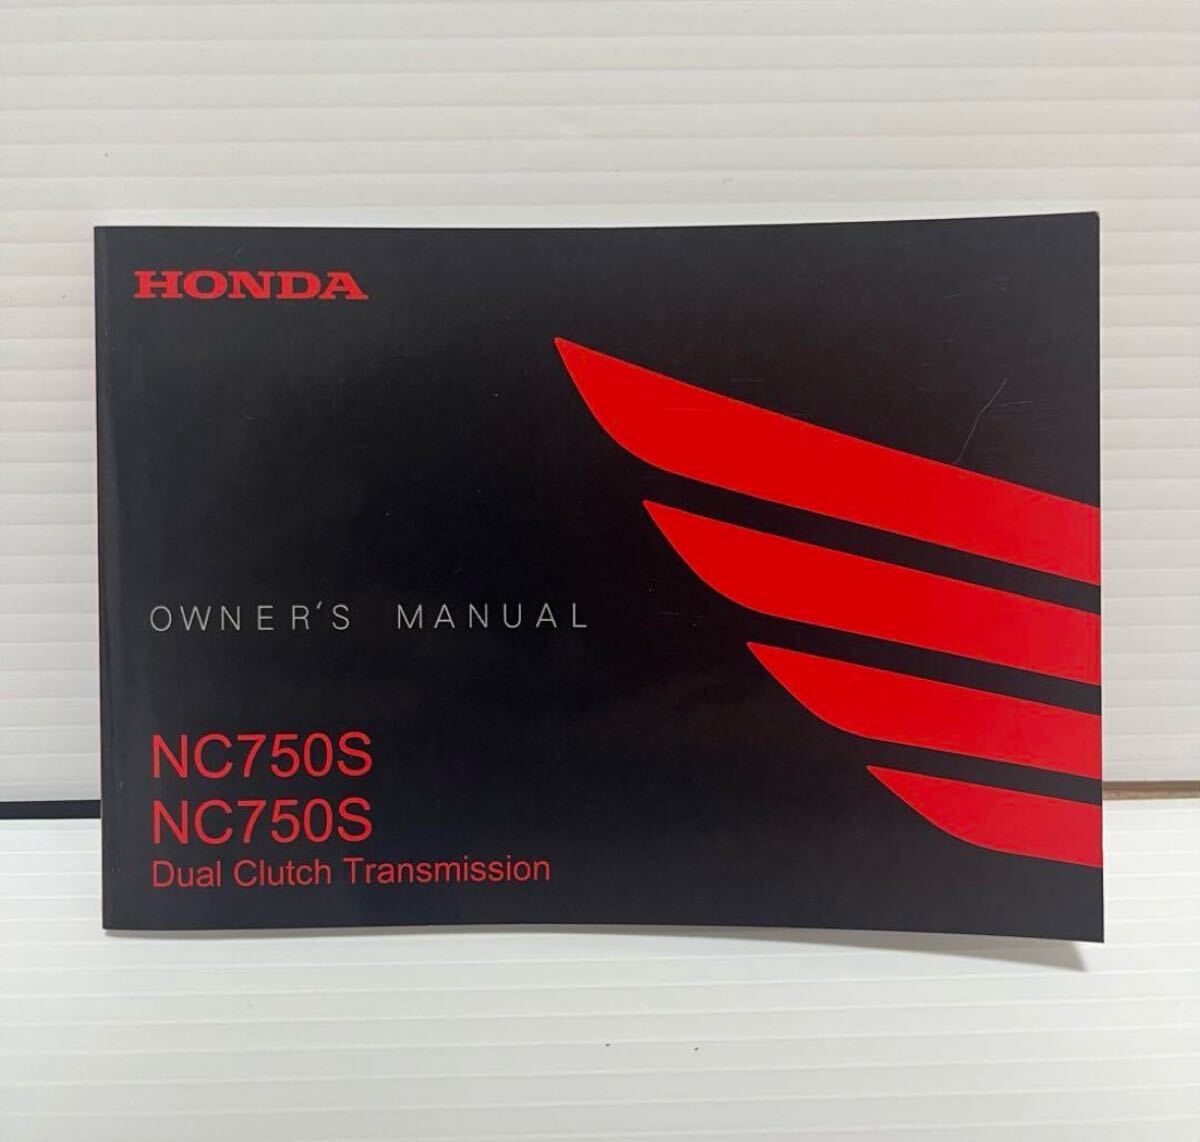 HONDA
OWNER'S MANUAL
NC750S
NC750S
Dual Clutch Transmission